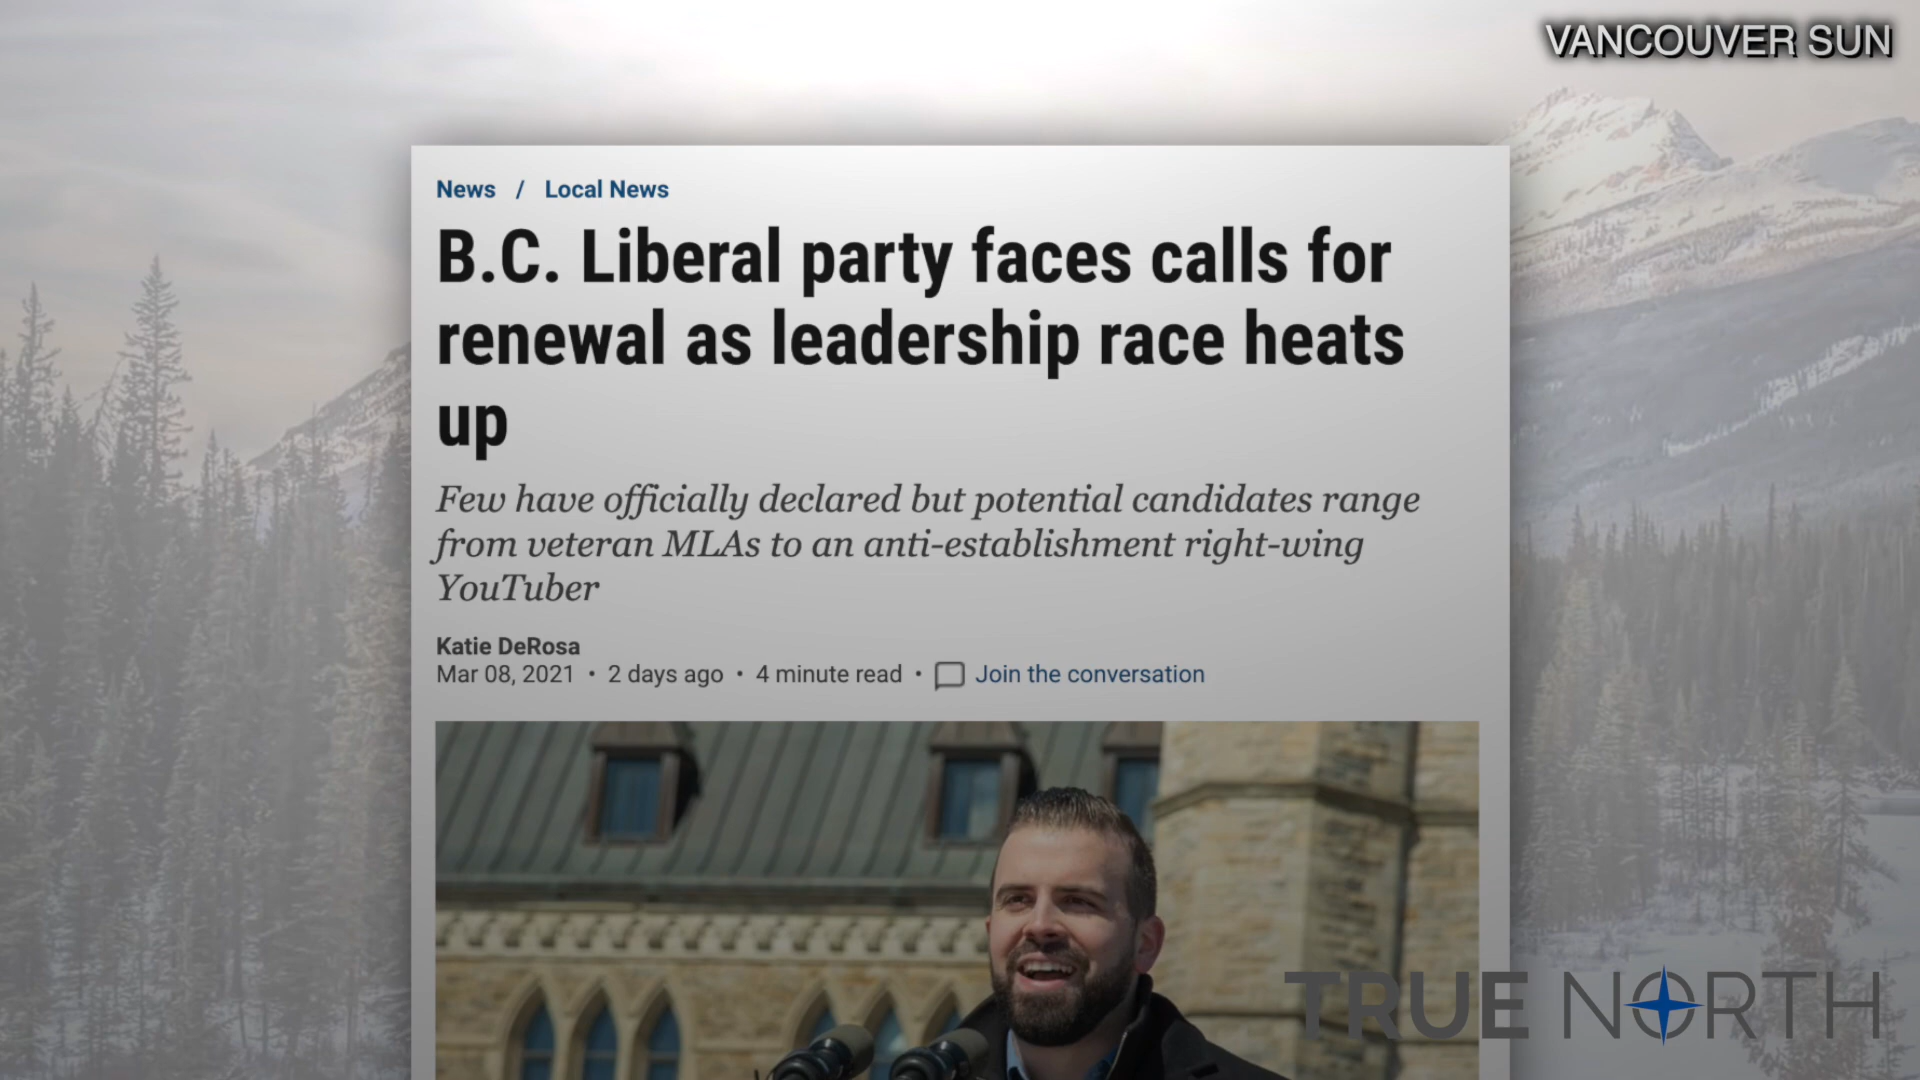 VANCOUVER SUN
News / Local News
B.C. Liberal party faces calls for
renewal as leadership race heats
up
Few have officially declared but potential candidates range
from veteran MLAs to an anti-establishment right-wing
YouTuber
Katie DeRosa
Mar 08, 2021 • 2 days ago • 4 minute read • Join the conversation
TRUE NORTH